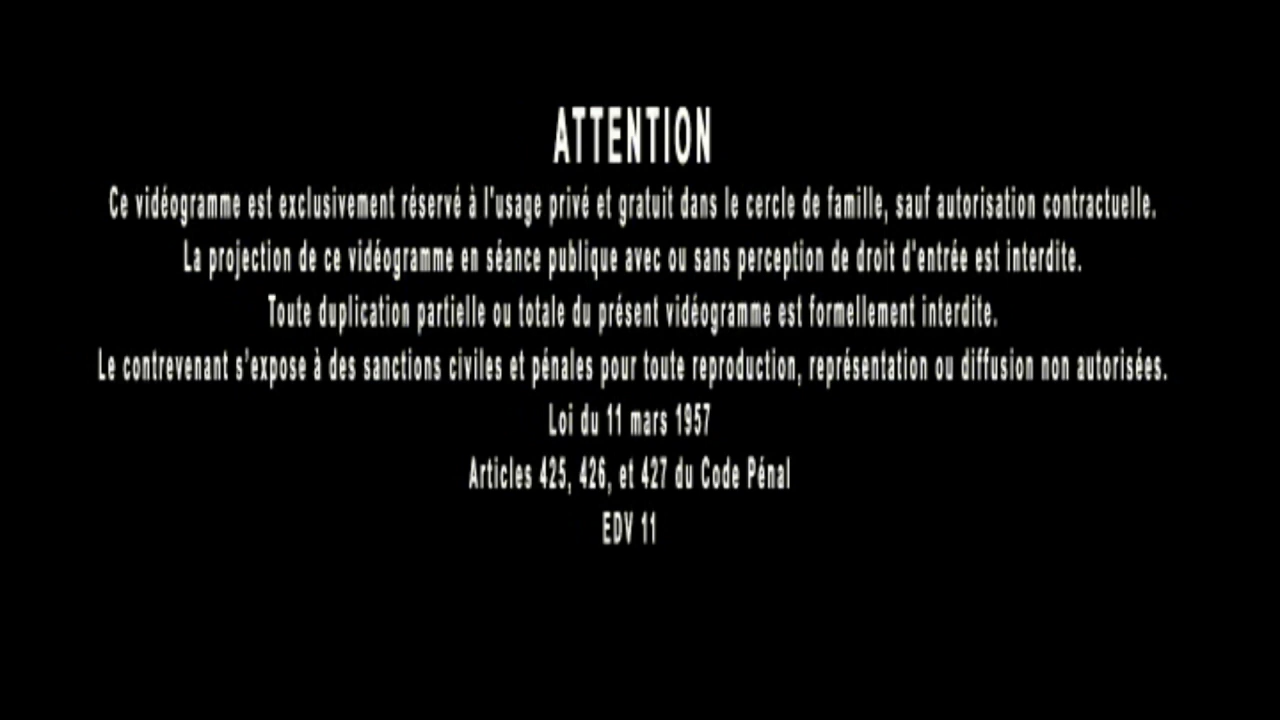 ATTENTION
Ce vidéogramme est exclusivement réservé à l'usage privé et gratuit dans le cercle de famille, sauf autorisation contractuelle.
La projection de ce vidéogramme en séance publique avec ou sans perception de droit d'entrée est interdite.
Toute duplication partielle ou totale du présent vidéogramme est formellement interdite.
Le contrevenant s'expose à des sanctions civiles et pénales pour toute reproduction, représentation ou diffusion non autorisées.
Loi du 11 mars 1957
Articles 425, 426, et 427 du Code Pénal
EDV 11